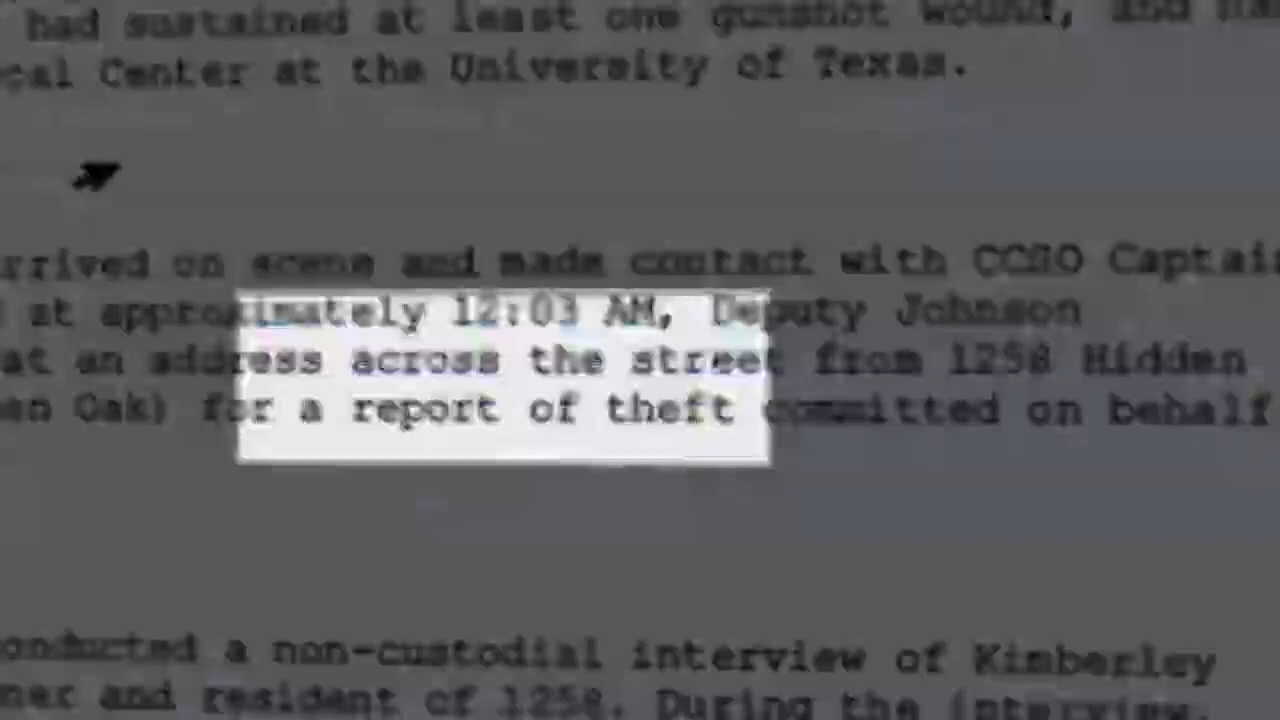 had sustained at least one gunshot wound, and
cal Center at the University of Texas.
rrived on scene and made contact with CCSO Captain
at approximately 12:03 AM, Deputy Johnson
at an address across the street from 1258 Hidden
en Oak) for a report of theft committed on behalf
onducted a non-custodial interview of Kimberley
ner and resident of 1258. During the interview,